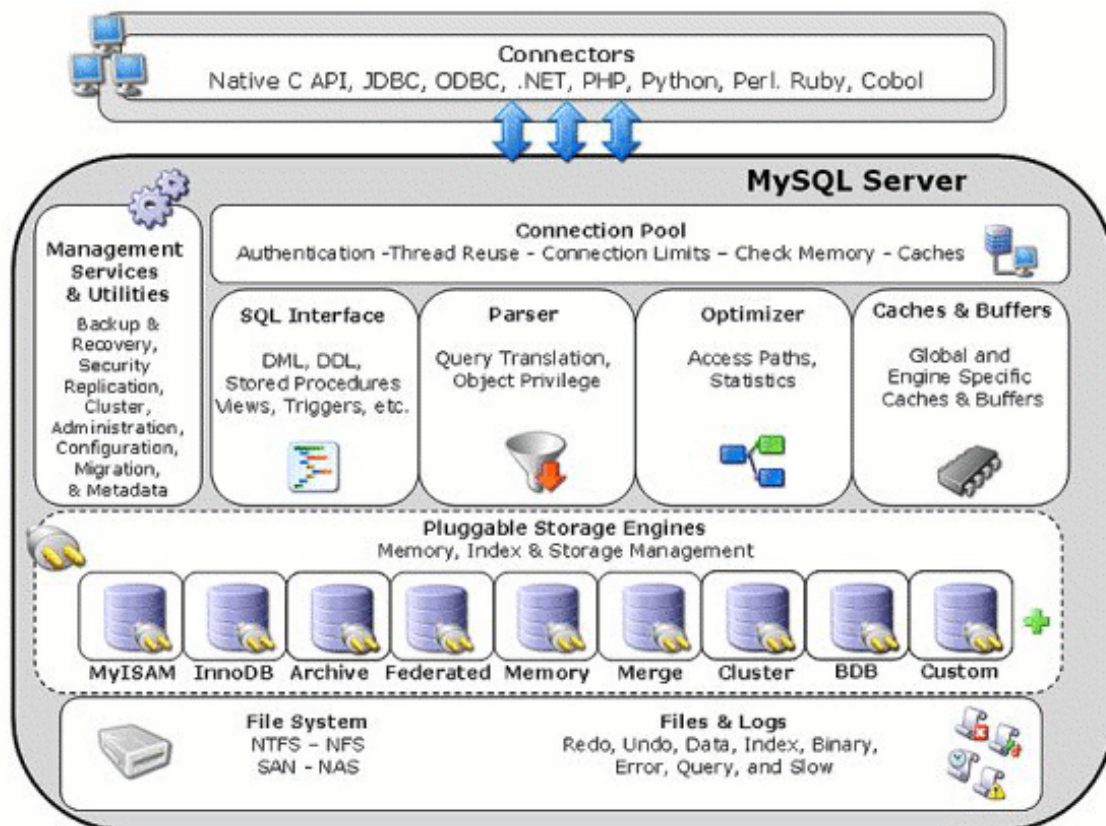 Connectors
Native C API, JDBC, ODBC, .NET, PHP, Python, Perl. Ruby, Cobol
MySQL Server
Management
Services
& Utilities
Backup &
Recovery,
Security
Replication,
Cluster,
Administration,
Configuration,
Migration,
& Metadata
Connection Pool
Authentication -Thread Reuse - Connection Limits – Check Memory - Caches
SQL Interface
DML, DDL,
Stored Procedures
Views, Triggers, etc.
Parser
Query Translation,
Object Privilege
Optimizer
Access Paths,
Statistics
Caches & Buffers
Global and
Engine Specific
Caches & Buffers
Pluggable Storage Engines
Memory, Index & Storage Management
MyISAM
InnoDB
Archive
Federated
Memory
Merge
Cluster
BDB
Custom
File System
NTFS – NFS
SAN - NAS
Files & Logs
Redo, Undo, Data, Index, Binary,
Error, Query, and Slow